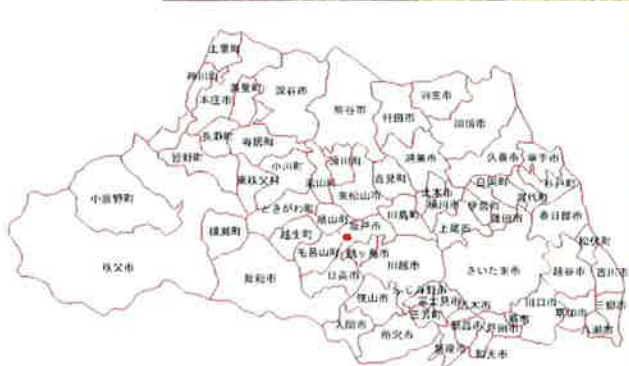 上里町
神川町
本庄市
美里町
深谷市
熊谷市
行田市
羽生市
加須市
長瀞町
寄居町
皆野町
小川町
嵐山町
滑川町
吉見町
鴻巣市
久喜市
幸手市
杉戸町
白岡町
宮代町
東秩父村
東松山市
北本市
桶川市
伊奈町
蓮田市
春日部市
小鹿野町
ときがわ町
鳩山町
川島町
上尾市
横瀬町
越生町
坂戸市
松伏町
毛呂山町
鶴ヶ島市
川越市
さいたま市
越谷市
吉川市
秩父市
飯能市
日高市
狭山市
ふじみ野市
富士見市
志木市
三芳町
川口市
草加市
三郷市
八潮市
入間市
所沢市
朝霞市
戸田市
蕨市
新座市
和光市